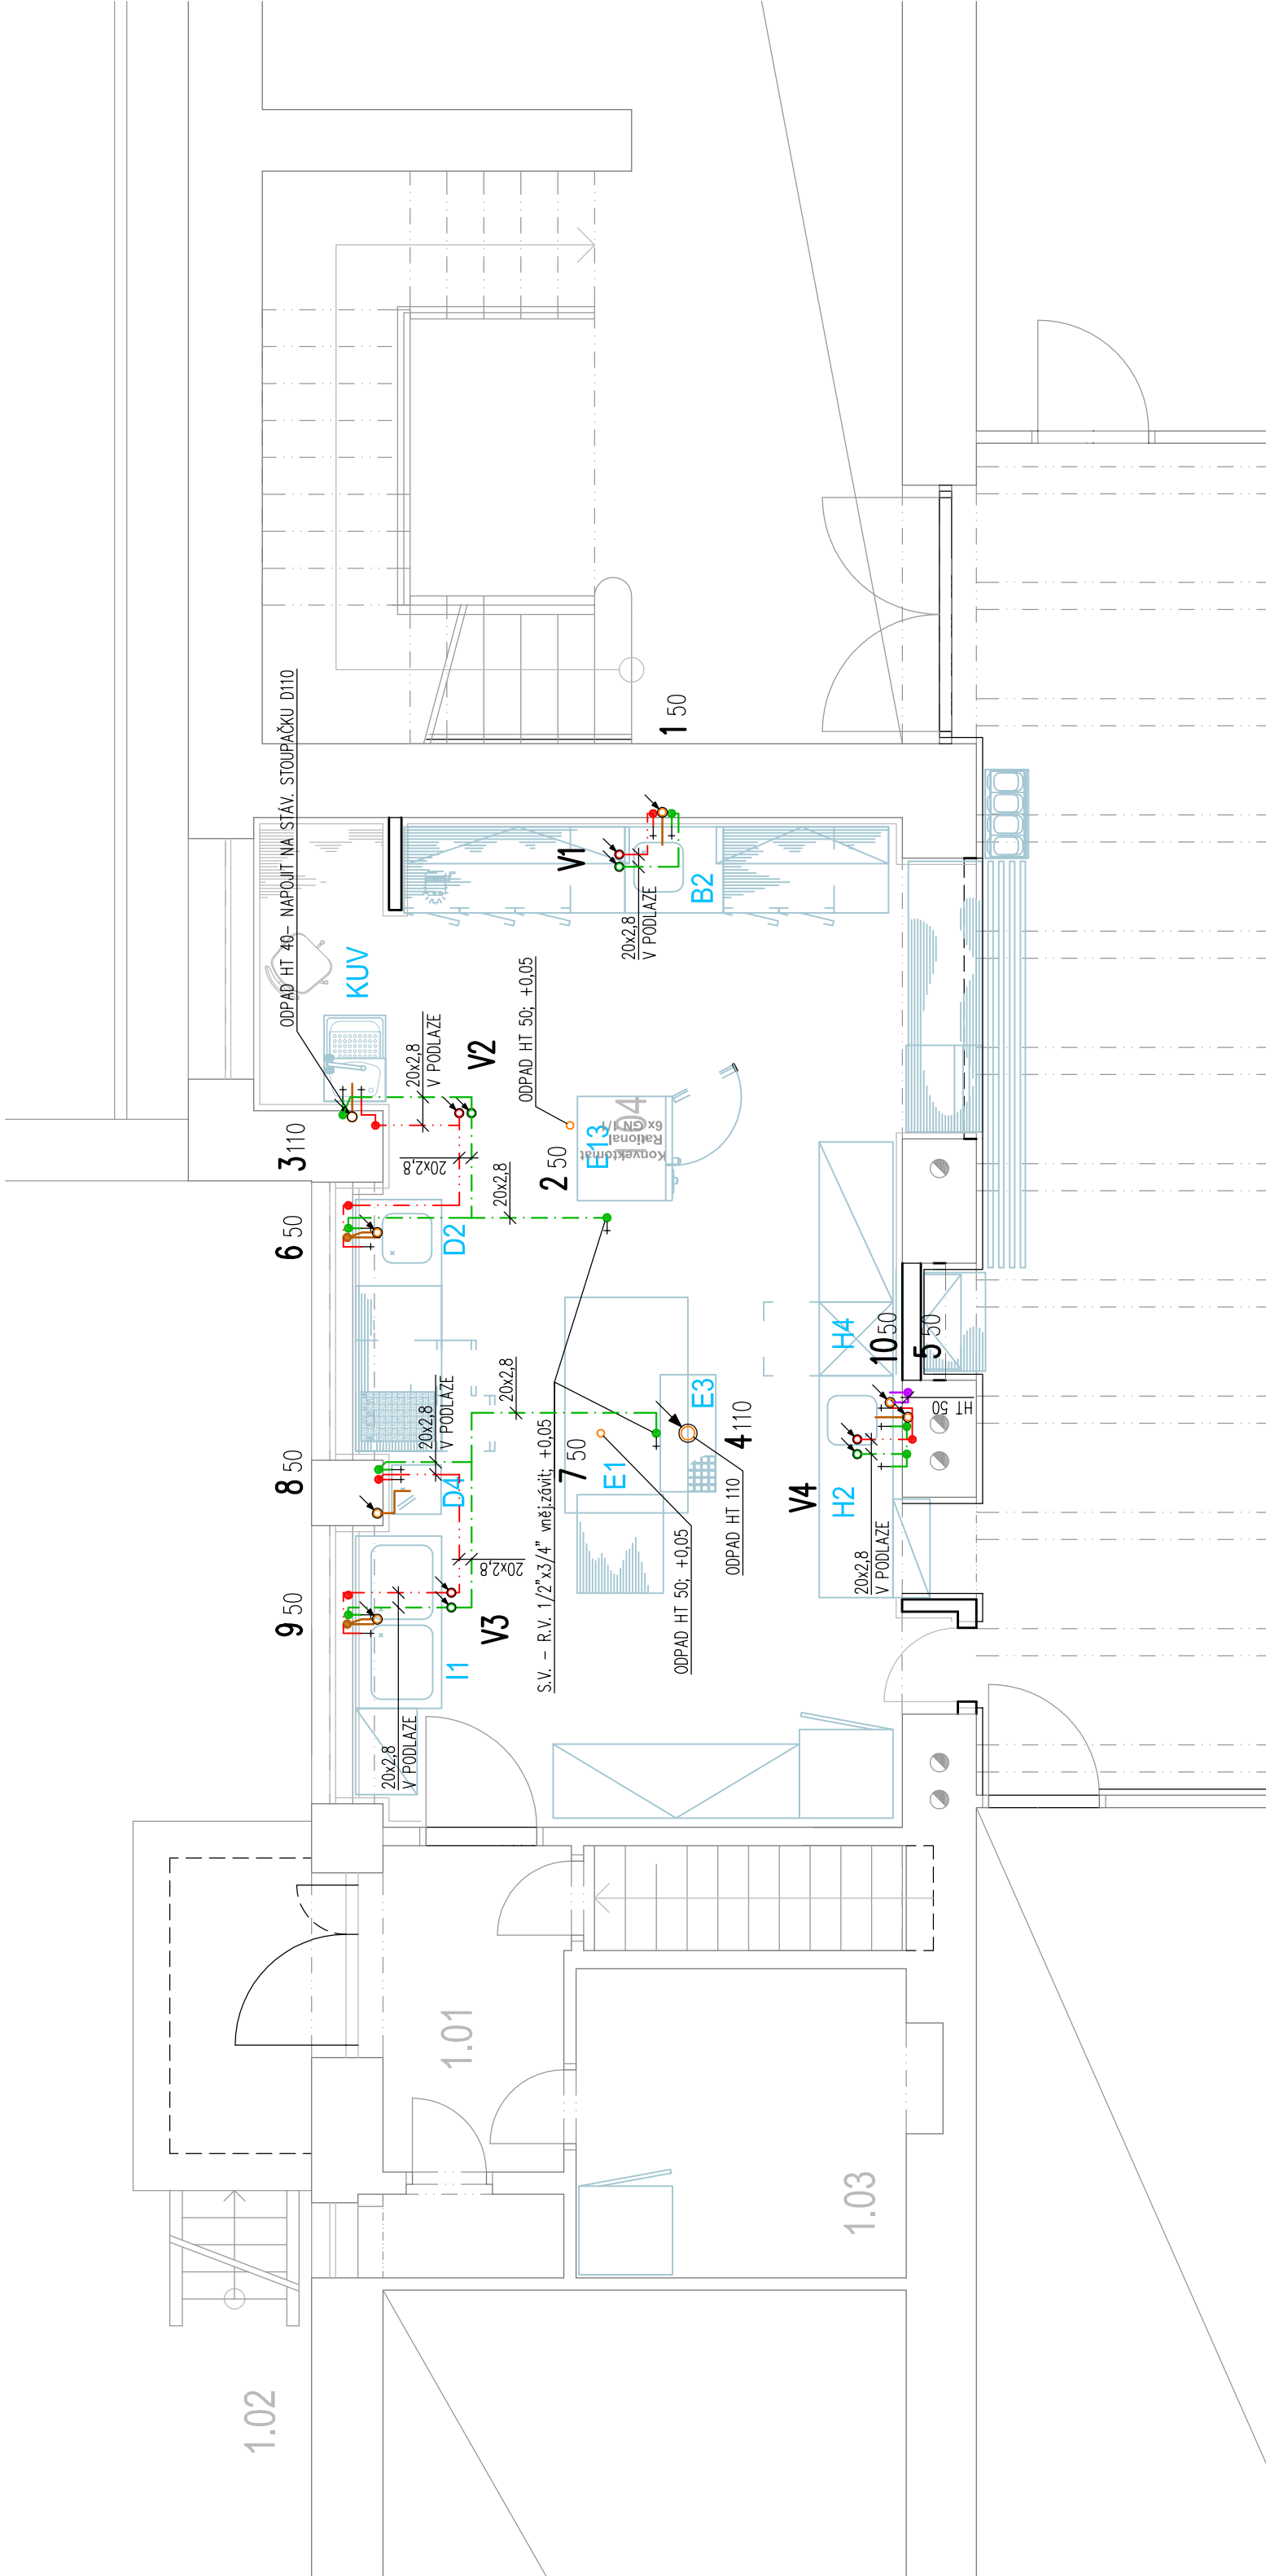 ODPAD HT 40– NAPOJIT NA STÁV. STOUPAČKU D110
KUV
3 110
20x2,8
V PODLAZE
V2
20x2,8
20x2,8
6 50
D2
ODPAD HT 50; +0,05
2 50
E13
Konvektomat
Rational
6x GN 1/1
V1
20x2,8
V PODLAZE
B2
1 50
8 50
D4
20x2,8
V PODLAZE
20x2,8
20x2,8
9 50
I1
V3
20x2,8
V PODLAZE
S.V. – R.V. 1/2"x3/4" vněj.závit; +0,05
7 50
E1
E3
4 110
ODPAD HT 50; +0,05
ODPAD HT 110
V4
H2
H4
20x2,8
V PODLAZE
10 50
5 50
HT 50
1.01
1.02
1.03